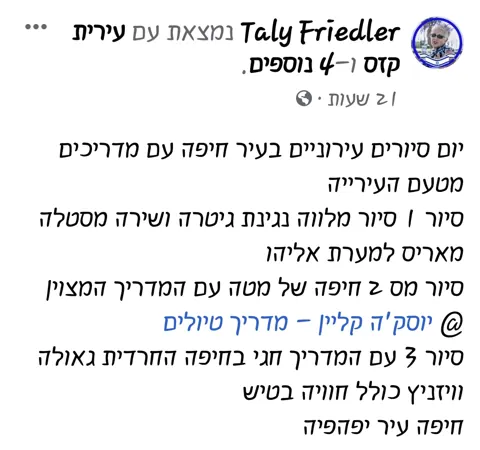 Taly Friedler נמצאת עם עירית
קזס ו-4 נוספים.
21 שעות ·
יום סיורים עירוניים בעיר חיפה עם מדריכים
מטעם העירייה
סיור 1 סיור מלווה נגינת גיטרה ושירה מסטלה
מאריס למערת אליהו
סיור מס 2 חיפה של מטה עם המדריך המצוין
@ יוסק'ה קליין – מדריך טיולים
סיור 3 עם המדריך חגי בחיפה החרדית גאולה
וויזניץ כולל חוויה בטיש
חיפה עיר יפהפיה